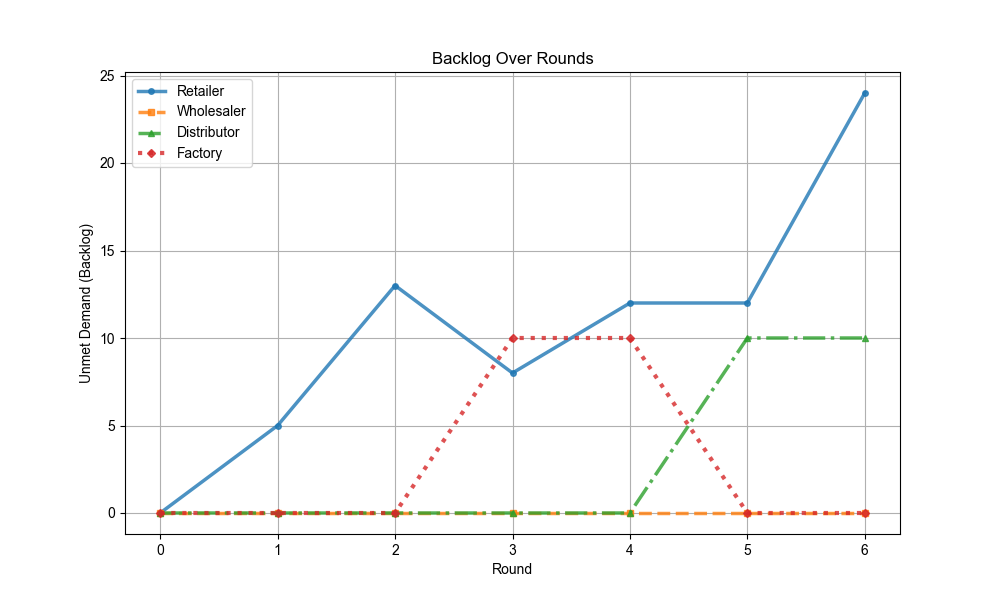 Backlog Over Rounds
25
20
15
10
5
0
Unmet Demand (Backlog)
Retailer
Wholesaler
Distributor
Factory
0 1 2 3 4 5 6
Round